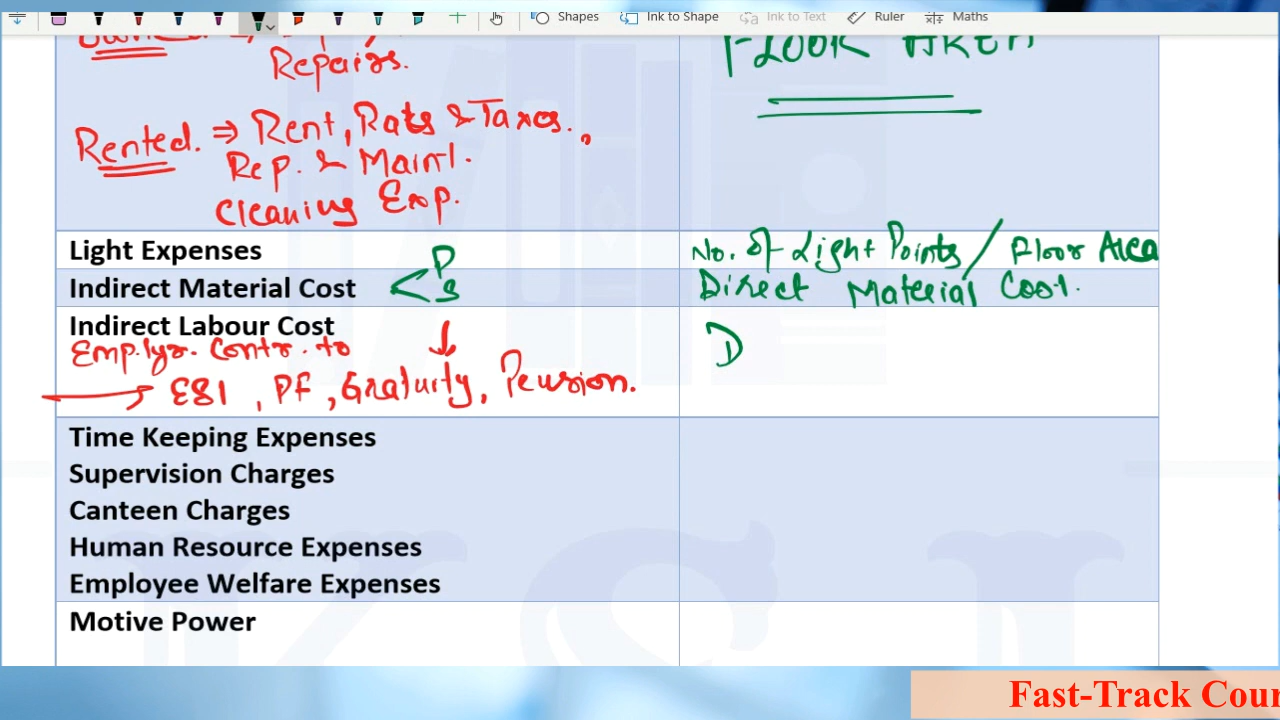 Shapes Ink to Shape Ink to Text Ruler Maths
Repairs.
FLOOR AREA
Rented. ⇒ Rent, Rats & Taxes.,
Rep. & Maint.
Cleaning Exp.
Light Expenses
No. Of Light Points / Floor Area
Indirect Material Cost < P S
Direct Material Cost.
Indirect Labour Cost
Emplyr. Contr. to
→ ESI, PF, Gratuity, Pension.
D
Time Keeping Expenses
Supervision Charges
Canteen Charges
Human Resource Expenses
Employee Welfare Expenses
Motive Power
Fast-Track Cour